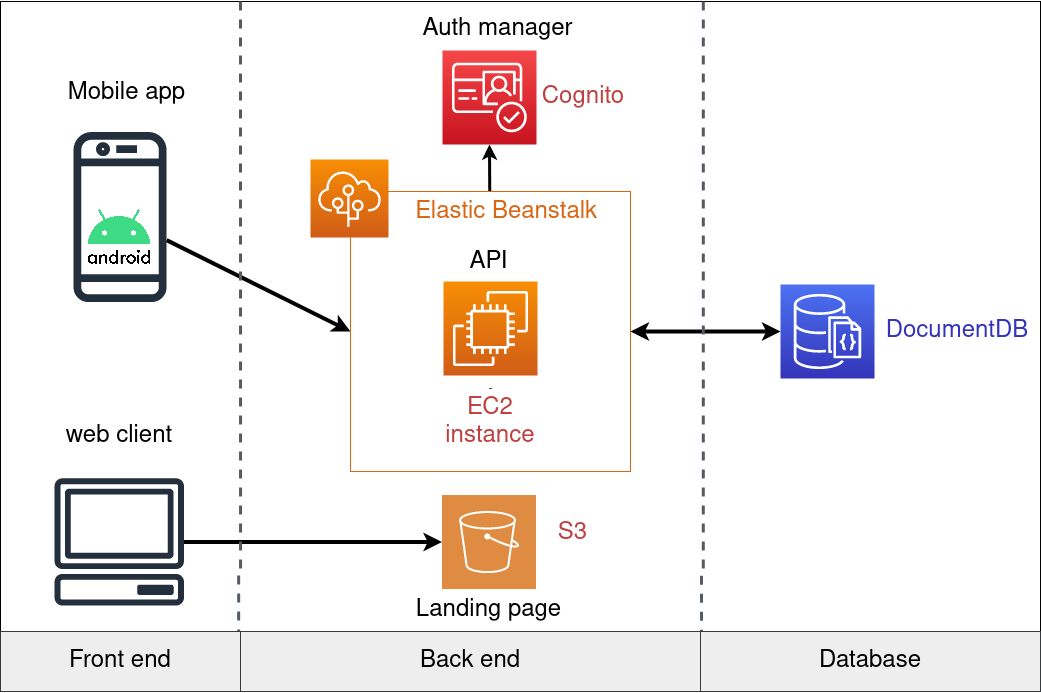 Auth manager
Mobile app
Cognito
Elastic Beanstalk
android
API
DocumentDB
EC2
instance
web client
S3
Landing page
Front end
Back end
Database